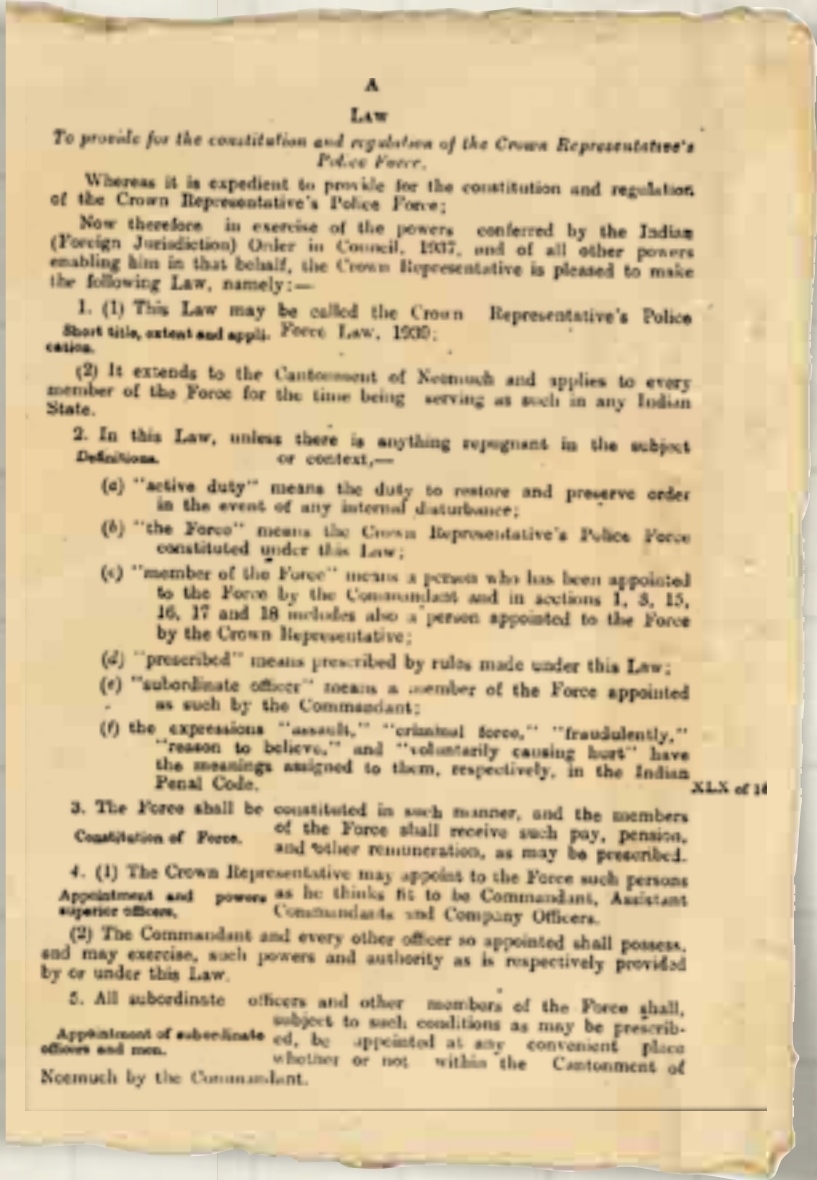 A
LAW
To provide for the constitution and regulation of the Crown Representative's
Police Force.
Whereas it is expedient to provide for the constitution and regulation
of the Crown Representative's Police Force;
Now therefore in exercise of the powers conferred by the Indian
(Foreign Jurisdiction) Order in Council, 1937, and of all other powers
enabling him in that behalf, the Crown Representative is pleased to make
the following Law, namely:—
1. (1) This Law may be called the Crown Representative's Police
Short title, extent and appli- Force Law, 1939;
cation.
(2) It extends to the Cantonment of Neemuch and applies to every
member of the Force for the time being serving as such in any Indian
State.
2. In this Law, unless there is anything repugnant in the subject
Definitions. or context,—
(a) "active duty" means the duty to restore and preserve order
in the event of any internal disturbance;
(b) "the Force" means the Crown Representative's Police Force
constituted under this Law;
(c) "member of the Force" means a person who has been appointed
to the Force by the Commandant and in sections 1, 3, 15,
16, 17 and 18 includes also a person appointed to the Force
by the Crown Representative;
(d) "prescribed" means prescribed by rules made under this Law;
(e) "subordinate officer" means a member of the Force appointed
as such by the Commandant;
(f) the expressions "assault," "criminal force," "fraudulently,"
"reason to believe," and "voluntarily causing hurt" have
the meanings assigned to them, respectively, in the Indian
Penal Code. XLX of 18
3. The Force shall be constituted in such manner, and the members
Constitution of Force. of the Force shall receive such pay, pension,
and other remuneration, as may be prescribed.
4. (1) The Crown Representative may appoint to the Force such persons
Appointment and powers as he thinks fit to be Commandant, Assistant
superior officers. Commandants and Company Officers.
(2) The Commandant and every other officer so appointed shall possess,
and may exercise, such powers and authority as is respectively provided
by or under this Law.
5. All subordinate officers and other members of the Force shall,
subject to such conditions as may be prescrib-
Appointment of subordinate ed, be appointed at any convenient place
officers and men. whether or not within the Cantonment of
Neemuch by the Commandant.